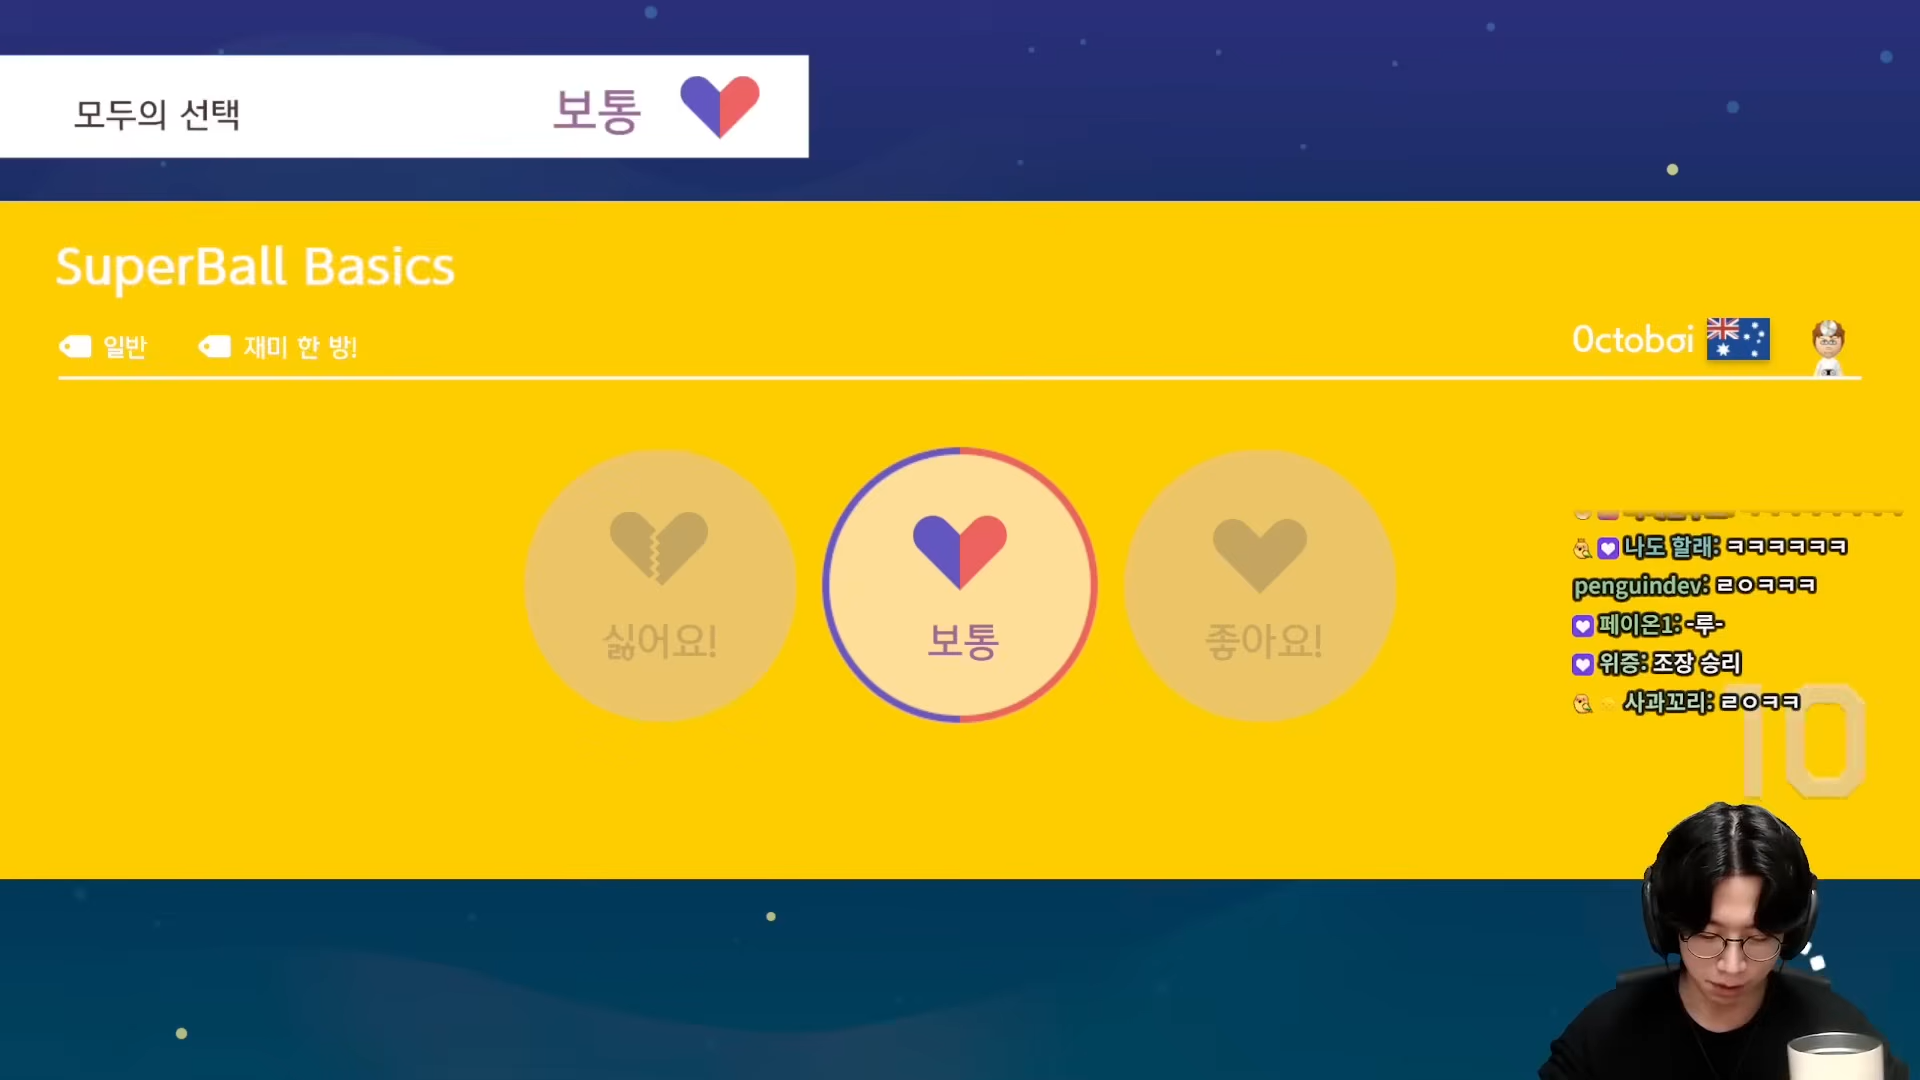 모두의 선택 보통
SuperBall Basics
일반 재미 한 방!
Octoboi
싫어요!
보통
좋아요!
나도 할래: ㅋㅋㅋㅋㅋㅋ
penguindev: ㄹㅇㅋㅋㅋ
페이온1: -루-
위증: 조장 승리
사과꼬리: ㄹㅇㅋㅋ
10